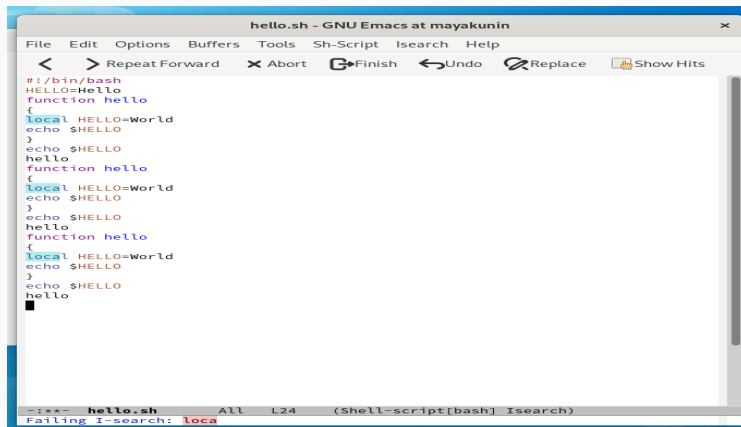 hello.sh - GNU Emacs at mayakunin ×
File Edit Options Buffers Tools Sh-Script Isearch Help
< > Repeat Forward × Abort Finish Undo Replace Show Hits
#!/bin/bash
HELLO=Hello
function hello
{
local HELLO=World
echo $HELLO
}
echo $HELLO
hello
function hello
{
local HELLO=World
echo $HELLO
}
echo $HELLO
hello
function hello
{
local HELLO=World
echo $HELLO
}
echo $HELLO
hello
-:**- hello.sh All L24 (Shell-script[bash] Isearch)
Failing I-search: loca